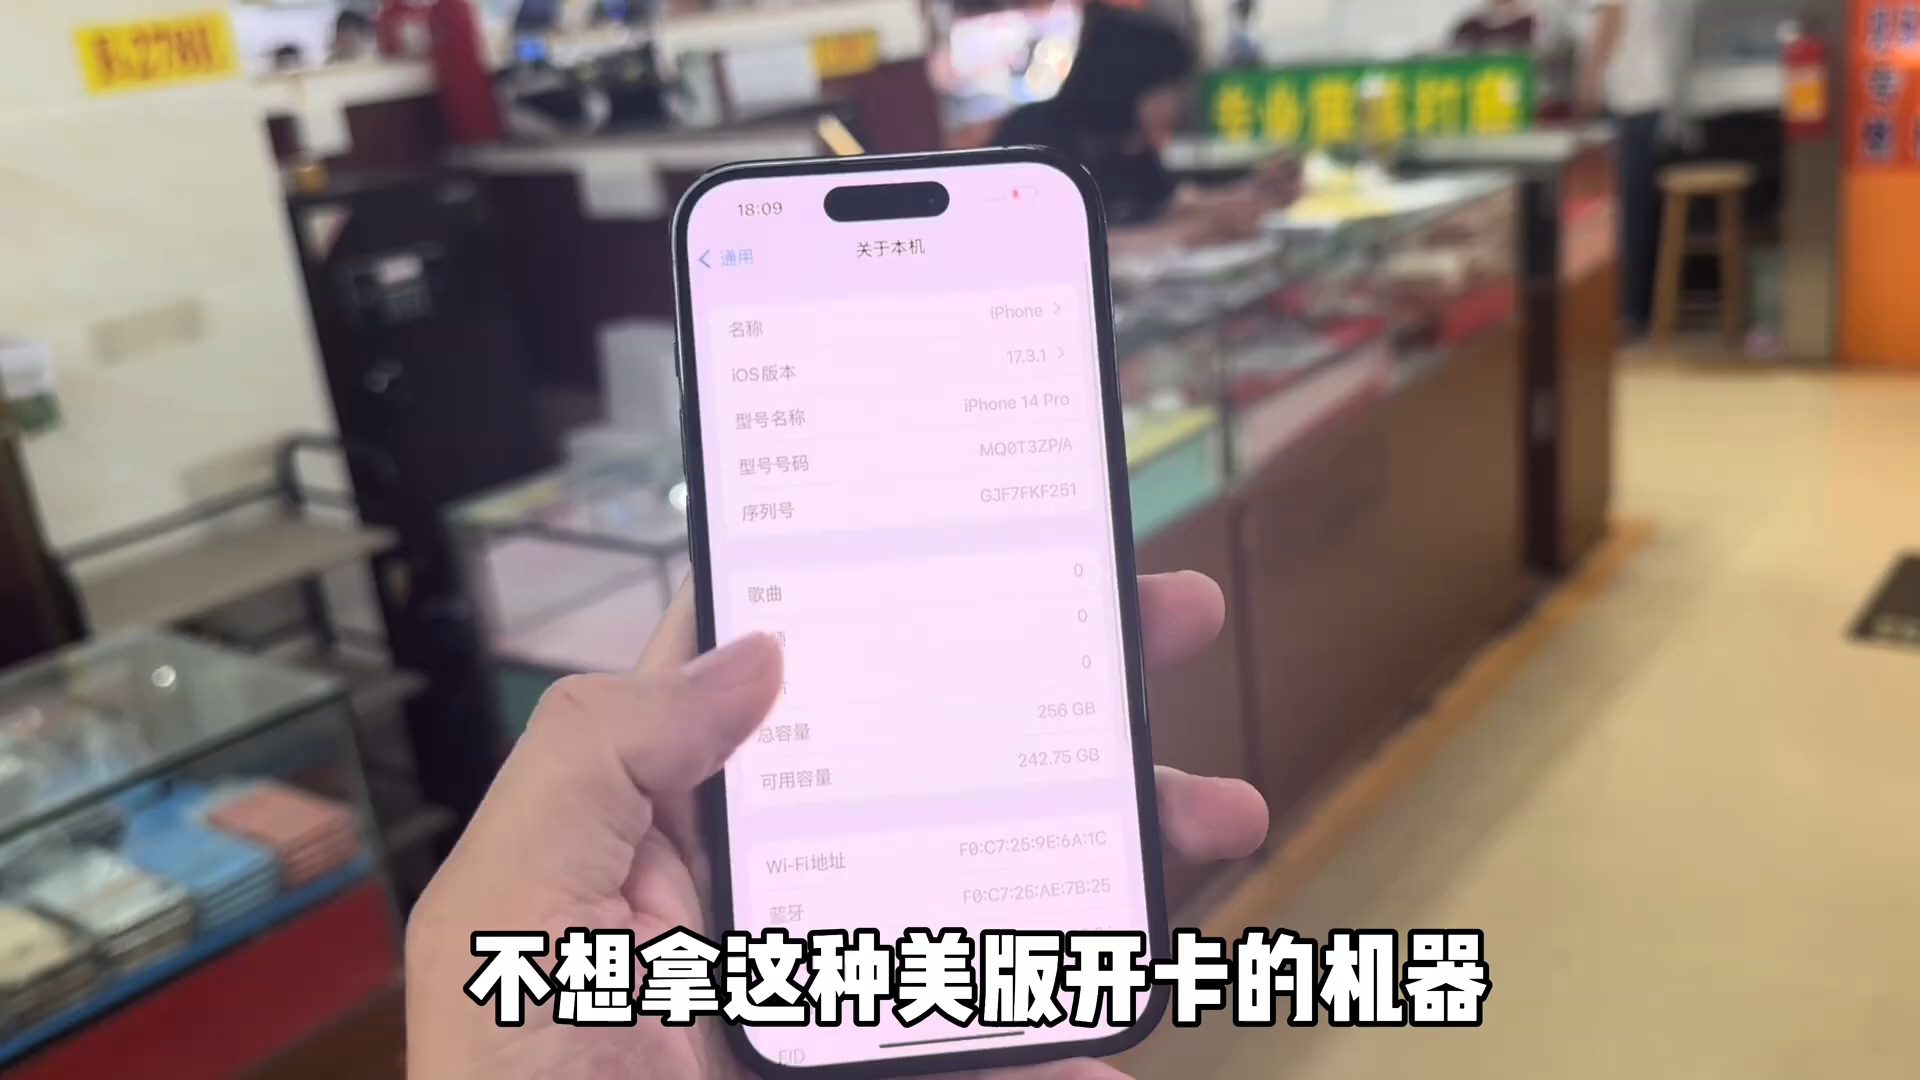 18:09
通用
关于本机
名称 iPhone
iOS版本 17.3.1
型号名称 iPhone 14 Pro
型号号码 MQ0T3ZP/A
序列号 GJF7FKF251
歌曲 0
0
0
总容量 256 GB
可用容量 242.75 GB
Wi-Fi地址 F0:C7:25:9E:6A:1C
蓝牙 F0:C7:25:AE:7B:25
不想拿这种美版开卡的机器
EID